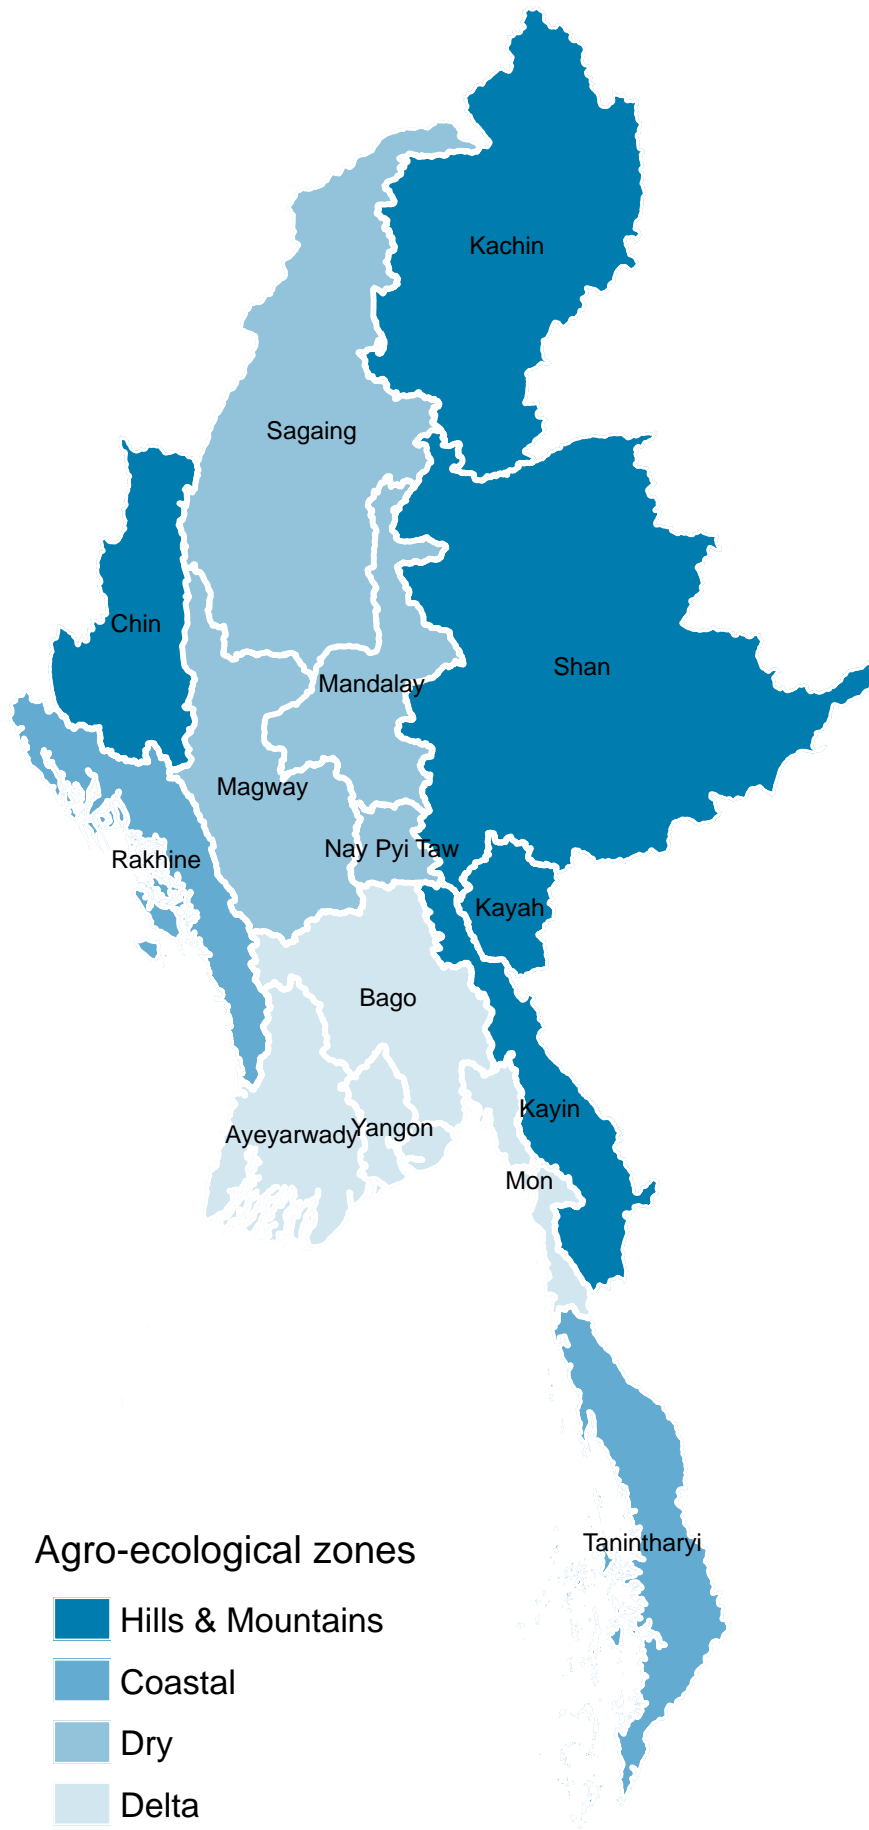 Kachin
Sagaing
Chin
Shan
Mandalay
Magway
Nay Pyi Taw
Rakhine
Kayah
Bago
Kayin
Yangon
Ayeyarwady
Mon
Tanintharyi
Agro-ecological zones
Hills & Mountains
Coastal
Dry
Delta